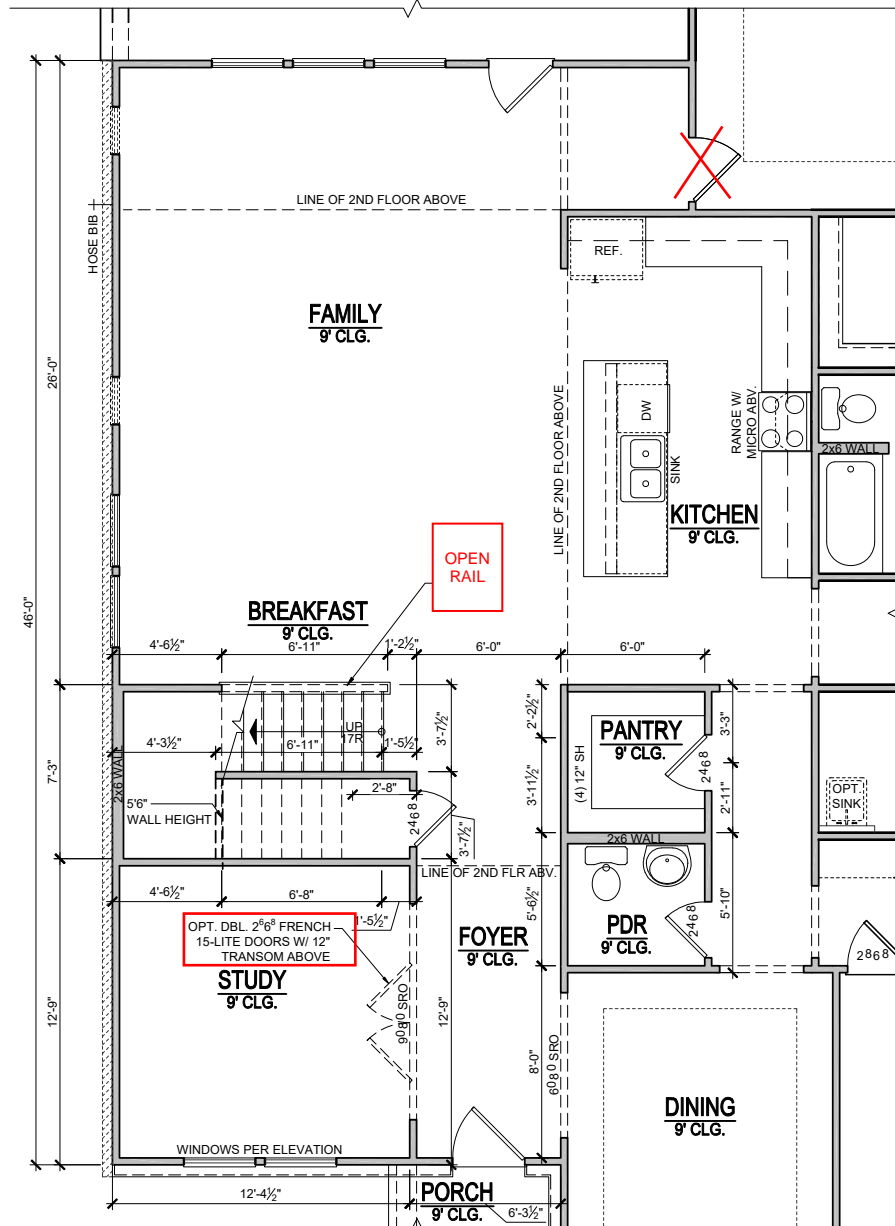 LINE OF 2ND FLOOR ABOVE
HOSE BIB
REF.
FAMILY
9' CLG.
26'-0"
LINE OF 2ND FLOOR ABOVE
DW
SINK
RANGE W/
MICRO ABV.
2x6 WALL
KITCHEN
9' CLG.
OPEN
RAIL
46'-0"
BREAKFAST
9' CLG.
4'-6½"
6'-11"
1'-2½"
6'-0"
6'-0"
UP
17R
4'-3½"
6'-11"
1'-5½"
3'-7½"
2'-2½"
3'-3"
PANTRY
9' CLG.
(4) 12" SH
2468
3'-11½"
2'-11"
OPT.
SINK
7'-3"
2x6 WALL
5'6"
WALL HEIGHT
2'-8"
2468
3'-7½"
2x6 WALL
LINE OF 2ND FLR ABV.
4'-6½"
6'-8"
1'-5½"
5'-6½"
5'-10"
2468
PDR
9' CLG.
FOYER
9' CLG.
2868
OPT. DBL. 2⁶6⁸ FRENCH
15-LITE DOORS W/ 12"
TRANSOM ABOVE
STUDY
9' CLG.
9080 SRO
12'-9"
12'-9"
8'-0"
6080 SRO
DINING
9' CLG.
WINDOWS PER ELEVATION
12'-4½"
PORCH
9' CLG.
6'-3½"